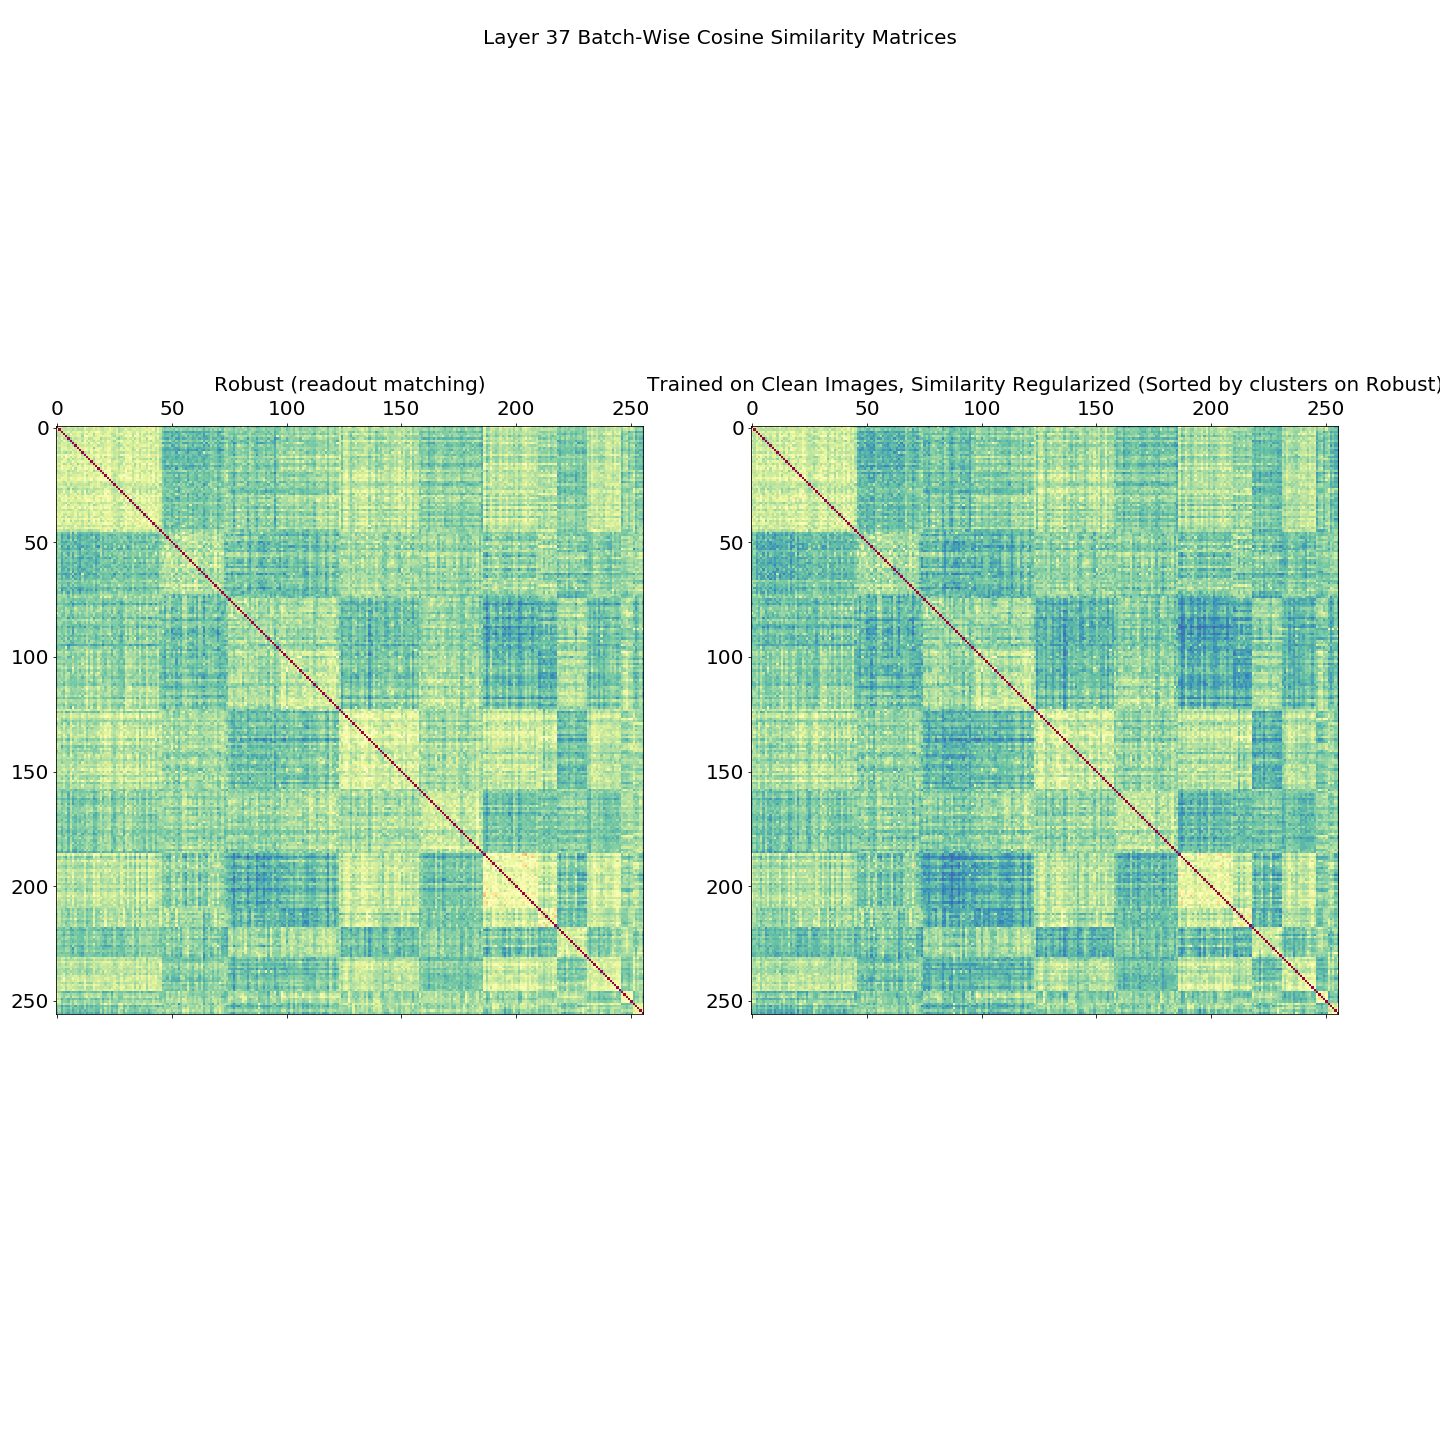 Layer 37 Batch-Wise Cosine Similarity Matrices
Robust (readout matching)
Trained on Clean Images, Similarity Regularized (Sorted by clusters on Robust)
0 50 100 150 200 250
0 50 100 150 200 250
0
50
100
150
200
250
0
50
100
150
200
250